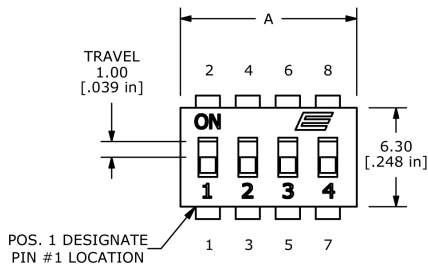 A
TRAVEL
1.00
[.039 in]
2 4 6 8
ON
6.30
[.248 in]
1 2 3 4
POS. 1 DESIGNATE
PIN #1 LOCATION
1 3 5 7